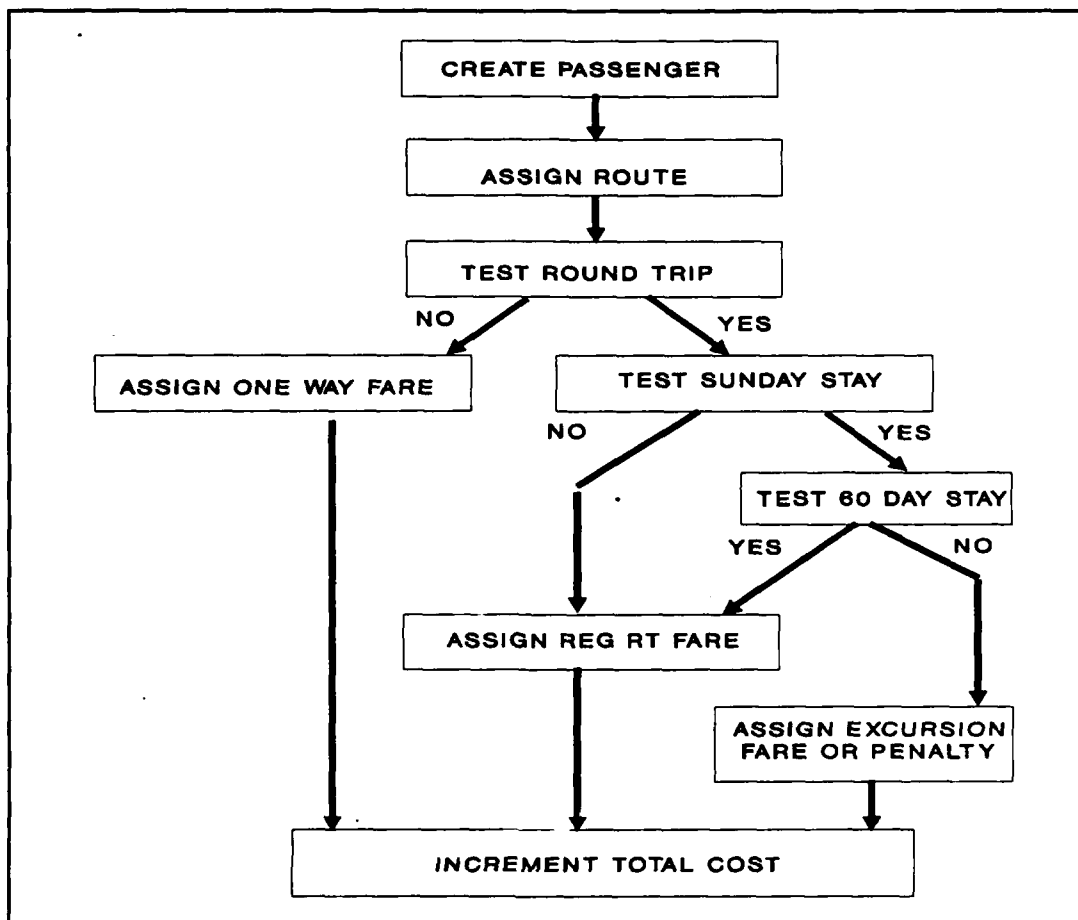 CREATE PASSENGER
ASSIGN ROUTE
TEST ROUND TRIP
NO
YES
ASSIGN ONE WAY FARE
TEST SUNDAY STAY
NO
YES
TEST 60 DAY STAY
YES
NO
ASSIGN REG RT FARE
ASSIGN EXCURSION
FARE OR PENALTY
INCREMENT TOTAL COST